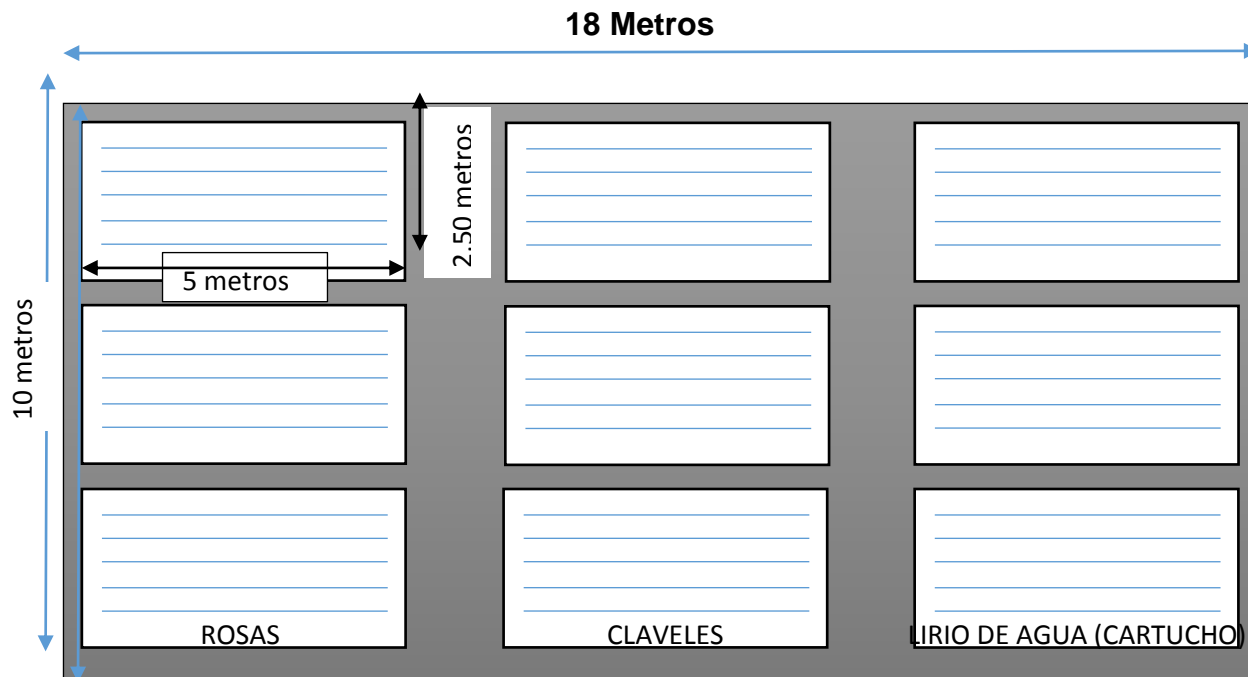 18 Metros
2.50 metros
5 metros
10 metros
ROSAS
CLAVELES
LIRIO DE AGUA (CARTUCHO)